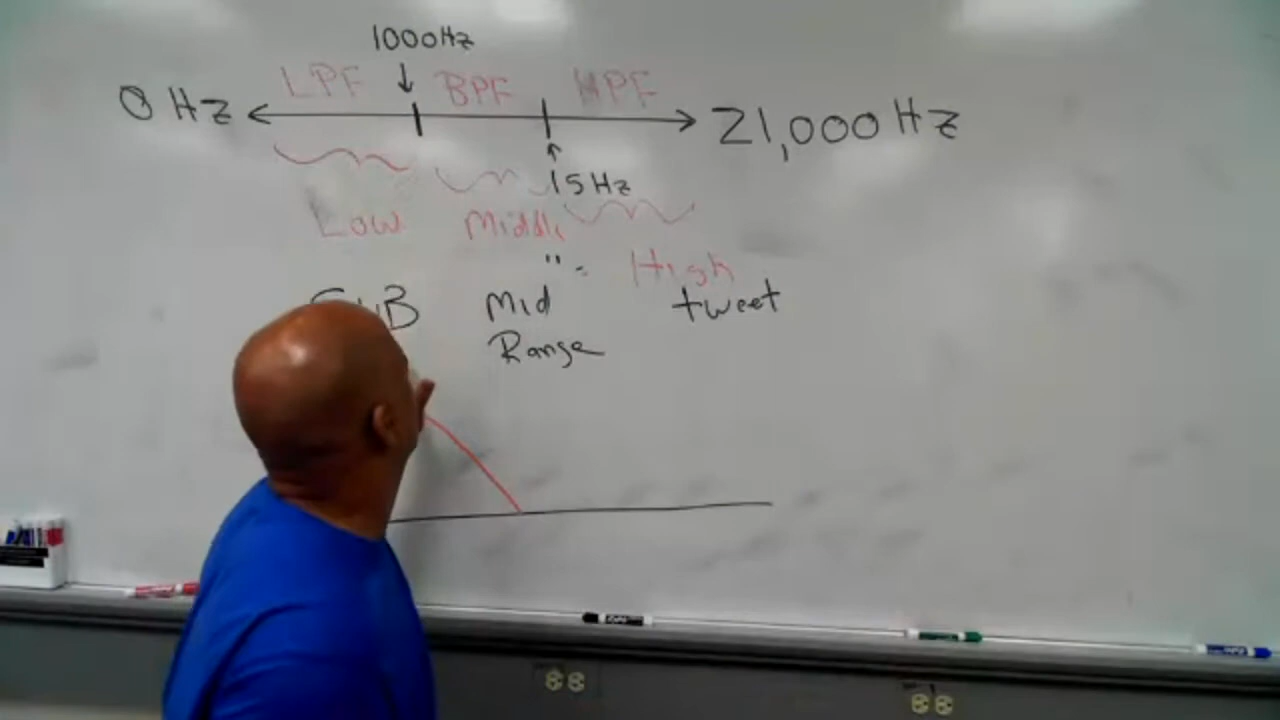 1000Hz
LPF BPF HPF
0 Hz 21,000 Hz
15Hz
Low Middle
" High
SUB Mid tweet
Range